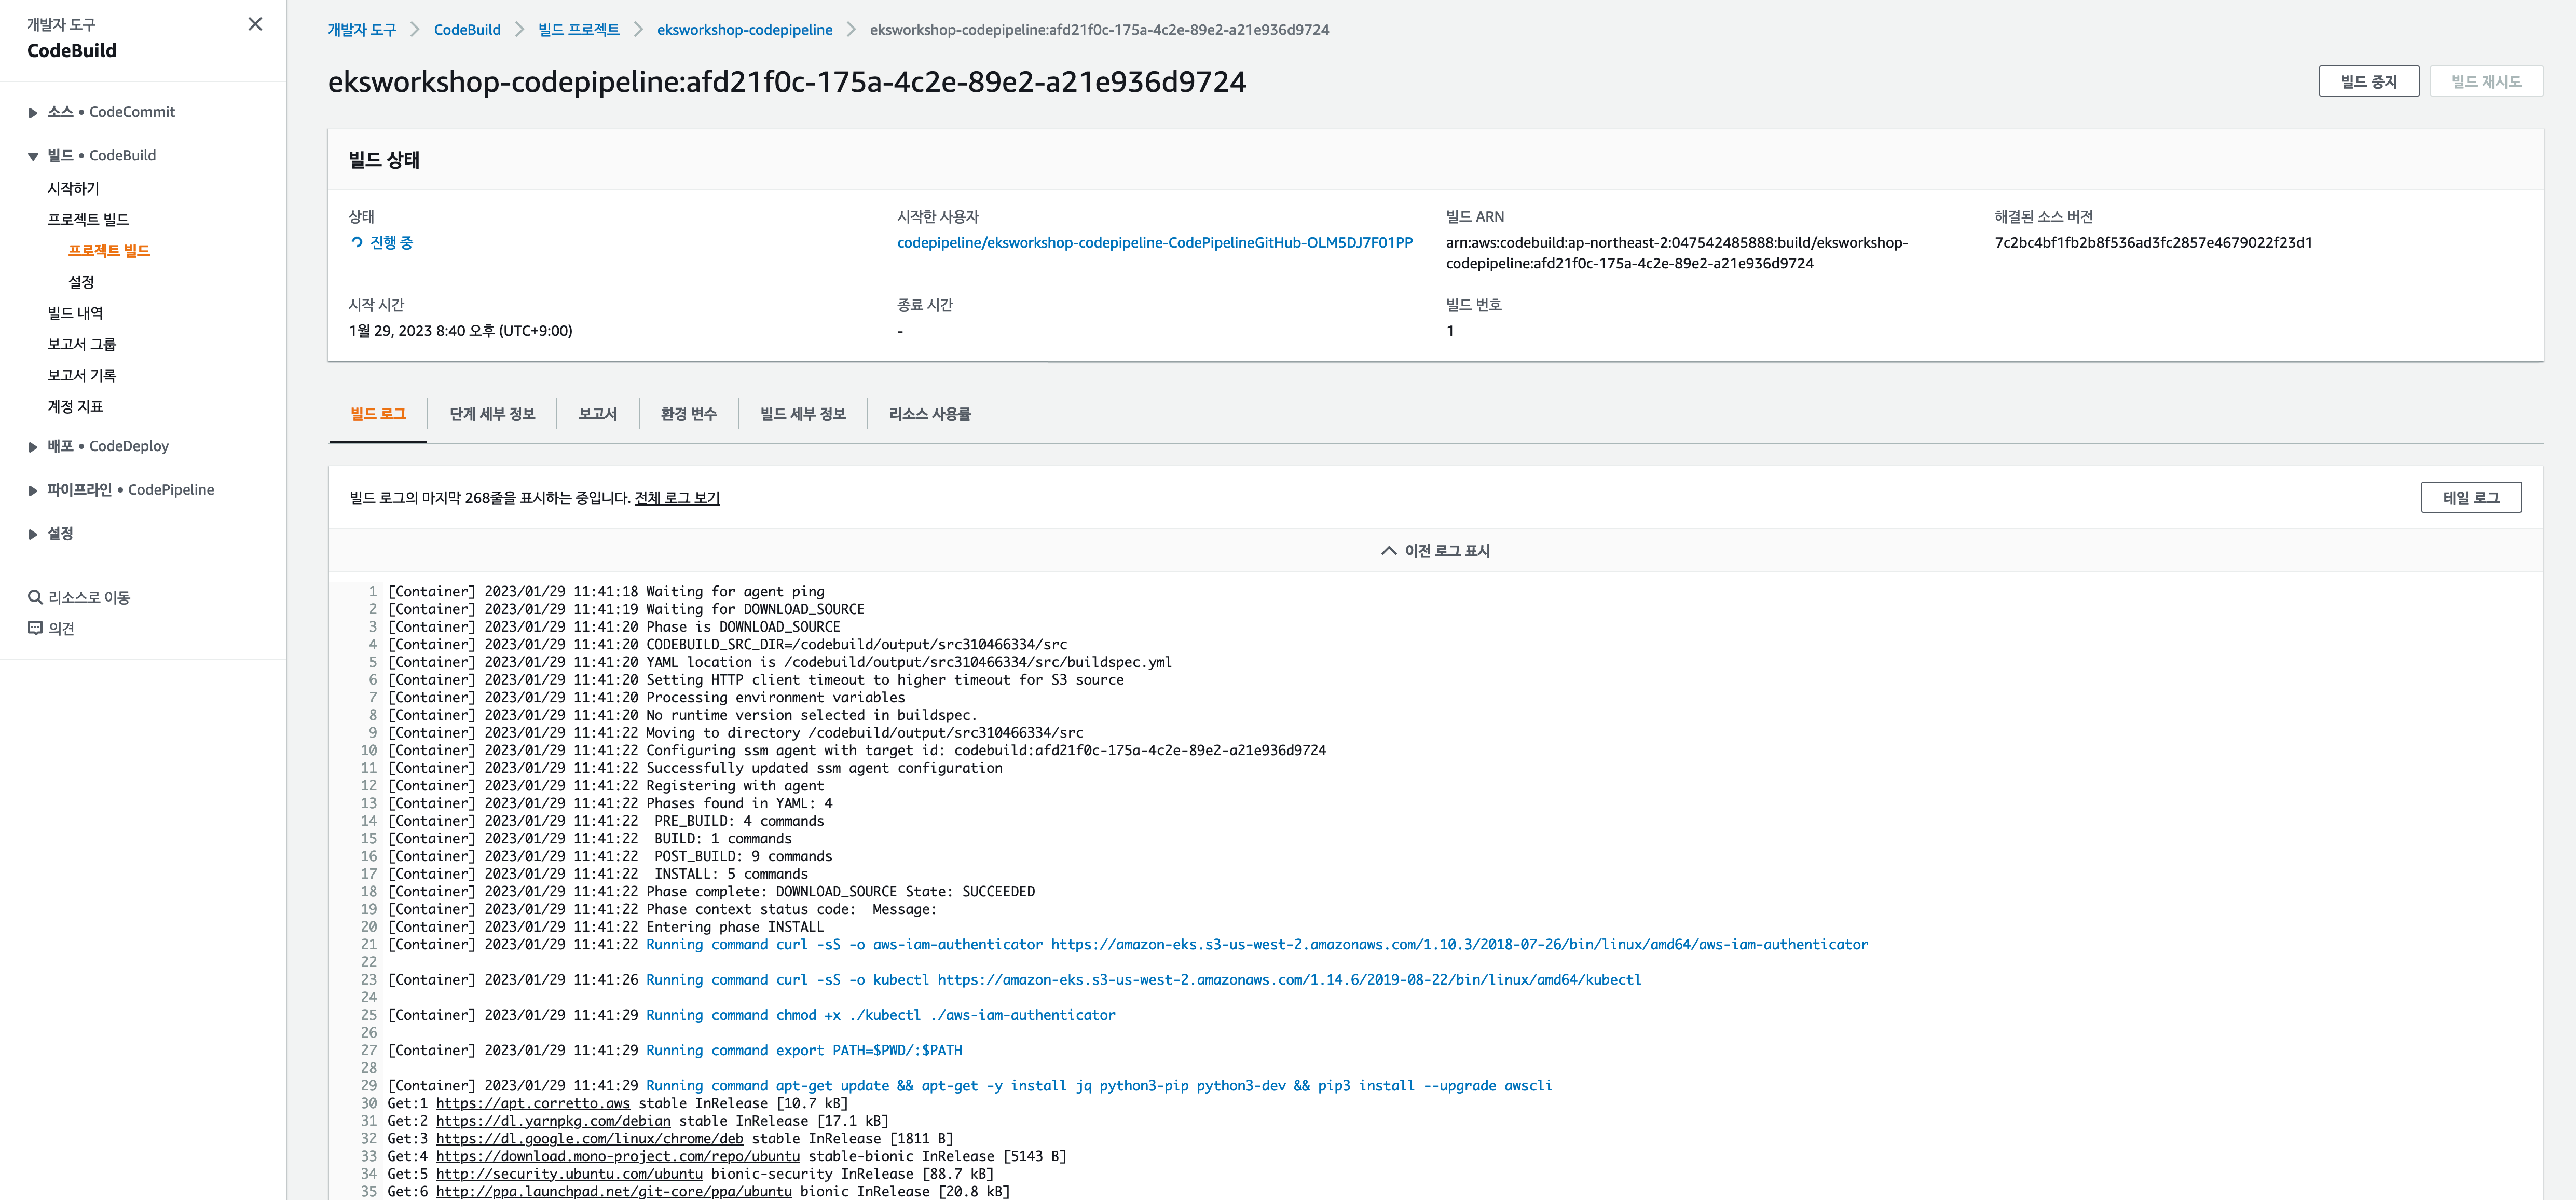 개발자 도구
CodeBuild
소스 • CodeCommit
빌드 • CodeBuild
시작하기
프로젝트 빌드
프로젝트 빌드
설정
빌드 내역
보고서 그룹
보고서 기록
계정 지표
배포 • CodeDeploy
파이프라인 • CodePipeline
설정
리소스로 이동
의견
개발자 도구 > CodeBuild > 빌드 프로젝트 > eksworkshop-codepipeline > eksworkshop-codepipeline:afd21f0c-175a-4c2e-89e2-a21e936d9724
eksworkshop-codepipeline:afd21f0c-175a-4c2e-89e2-a21e936d9724
빌드 중지
빌드 재시도
빌드 상태
상태
진행 중
시작한 사용자
codepipeline/eksworkshop-codepipeline-CodePipelineGitHub-OLM5DJ7F01PP
빌드 ARN
arn:aws:codebuild:ap-northeast-2:047542485888:build/eksworkshop-
codepipeline:afd21f0c-175a-4c2e-89e2-a21e936d9724
해결된 소스 버전
7c2bc4bf1fb2b8f536ad3fc2857e4679022f23d1
시작 시간
1월 29, 2023 8:40 오후 (UTC+9:00)
종료 시간
-
빌드 번호
1
빌드 로그
단계 세부 정보
보고서
환경 변수
빌드 세부 정보
리소스 사용률
빌드 로그의 마지막 268줄을 표시하는 중입니다. 전체 로그 보기
테일 로그
이전 로그 표시
1 [Container] 2023/01/29 11:41:18 Waiting for agent ping
2 [Container] 2023/01/29 11:41:19 Waiting for DOWNLOAD_SOURCE
3 [Container] 2023/01/29 11:41:20 Phase is DOWNLOAD_SOURCE
4 [Container] 2023/01/29 11:41:20 CODEBUILD_SRC_DIR=/codebuild/output/src310466334/src
5 [Container] 2023/01/29 11:41:20 YAML location is /codebuild/output/src310466334/src/buildspec.yml
6 [Container] 2023/01/29 11:41:20 Setting HTTP client timeout to higher timeout for S3 source
7 [Container] 2023/01/29 11:41:20 Processing environment variables
8 [Container] 2023/01/29 11:41:20 No runtime version selected in buildspec.
9 [Container] 2023/01/29 11:41:22 Moving to directory /codebuild/output/src310466334/src
10 [Container] 2023/01/29 11:41:22 Configuring ssm agent with target id: codebuild:afd21f0c-175a-4c2e-89e2-a21e936d9724
11 [Container] 2023/01/29 11:41:22 Successfully updated ssm agent configuration
12 [Container] 2023/01/29 11:41:22 Registering with agent
13 [Container] 2023/01/29 11:41:22 Phases found in YAML: 4
14 [Container] 2023/01/29 11:41:22  PRE_BUILD: 4 commands
15 [Container] 2023/01/29 11:41:22  BUILD: 1 commands
16 [Container] 2023/01/29 11:41:22  POST_BUILD: 9 commands
17 [Container] 2023/01/29 11:41:22  INSTALL: 5 commands
18 [Container] 2023/01/29 11:41:22 Phase complete: DOWNLOAD_SOURCE State: SUCCEEDED
19 [Container] 2023/01/29 11:41:22 Phase context status code:  Message:
20 [Container] 2023/01/29 11:41:22 Entering phase INSTALL
21 [Container] 2023/01/29 11:41:22 Running command curl -sS -o aws-iam-authenticator https://amazon-eks.s3-us-west-2.amazonaws.com/1.10.3/2018-07-26/bin/linux/amd64/aws-iam-authenticator
22
23 [Container] 2023/01/29 11:41:26 Running command curl -sS -o kubectl https://amazon-eks.s3-us-west-2.amazonaws.com/1.14.6/2019-08-22/bin/linux/amd64/kubectl
24
25 [Container] 2023/01/29 11:41:29 Running command chmod +x ./kubectl ./aws-iam-authenticator
26
27 [Container] 2023/01/29 11:41:29 Running command export PATH=$PWD/:$PATH
28
29 [Container] 2023/01/29 11:41:29 Running command apt-get update && apt-get -y install jq python3-pip python3-dev && pip3 install --upgrade awscli
30 Get:1 https://apt.corretto.aws stable InRelease [10.7 kB]
31 Get:2 https://dl.yarnpkg.com/debian stable InRelease [17.1 kB]
32 Get:3 https://dl.google.com/linux/chrome/deb stable InRelease [1811 B]
33 Get:4 https://download.mono-project.com/repo/ubuntu stable-bionic InRelease [5143 B]
34 Get:5 http://security.ubuntu.com/ubuntu bionic-security InRelease [88.7 kB]
35 Get:6 http://ppa.launchpad.net/git-core/ppa/ubuntu bionic InRelease [20.8 kB]